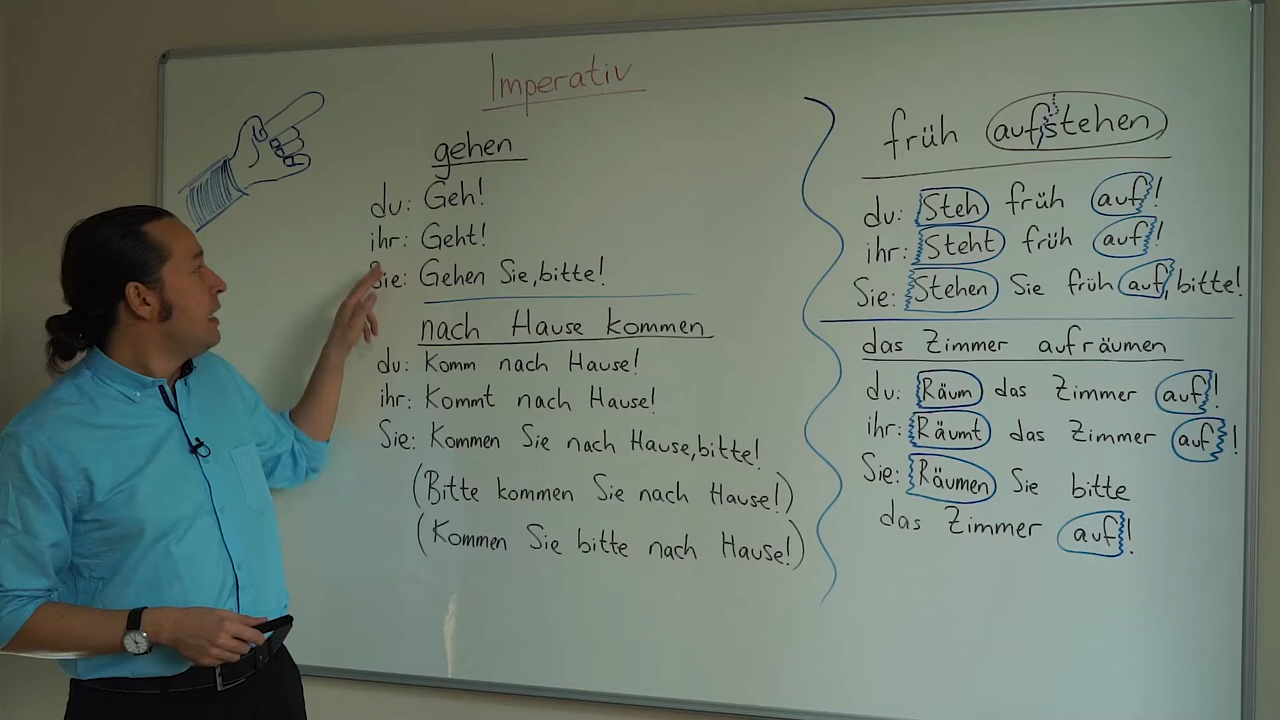 Imperativ
gehen
du: Geh!
ihr: Geht!
Sie: Gehen Sie, bitte!
nach Hause kommen
du: Komm nach Hause!
ihr: Kommt nach Hause!
Sie: Kommen Sie nach Hause, bitte!
(Bitte kommen Sie nach Hause!)
(Kommen Sie bitte nach Hause!)
früh aufstehen
du: Steh früh auf!
ihr: Steht früh auf!
Sie: Stehen Sie früh auf, bitte!
das Zimmer aufräumen
du: Räum das Zimmer auf!
ihr: Räumt das Zimmer auf!
Sie: Räumen Sie bitte
das Zimmer auf!